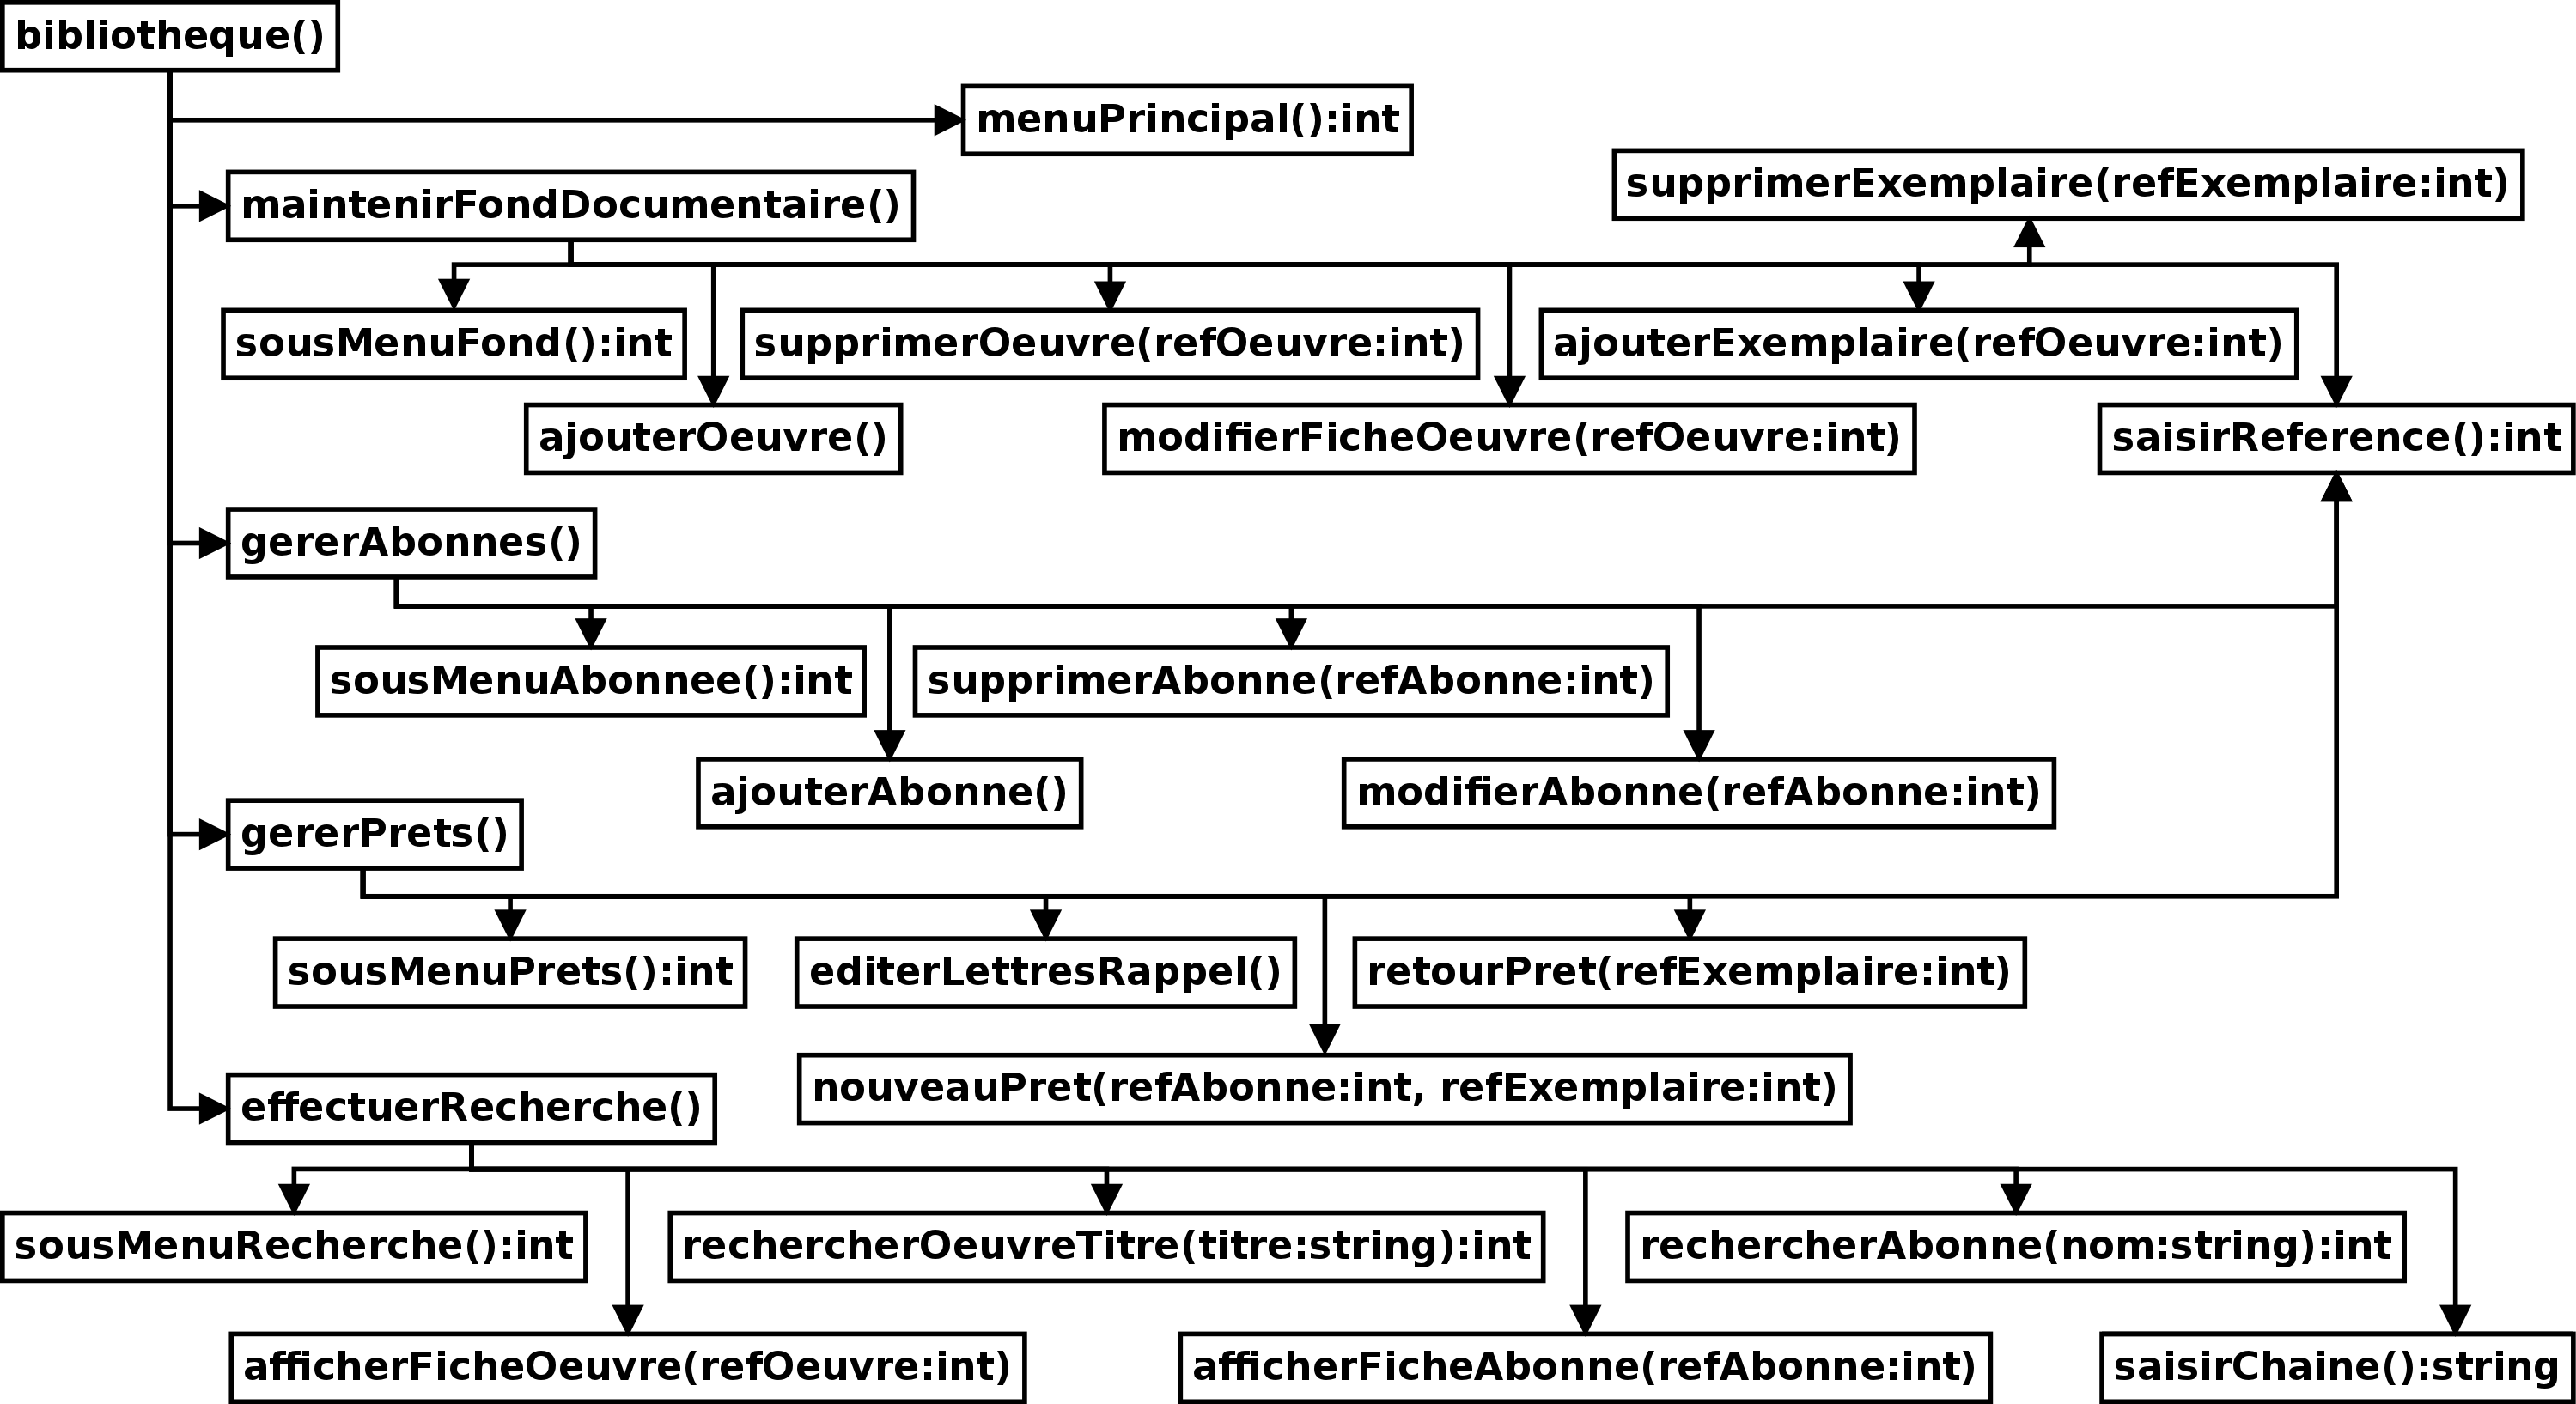 bibliotheque()
menuPrincipal():int
supprimerExemplaire(refExemplaire:int)
maintenirFondDocumentaire()
sousMenuFond():int
supprimerOeuvre(refOeuvre:int)
ajouterExemplaire(refOeuvre:int)
ajouterOeuvre()
modifierFicheOeuvre(refOeuvre:int)
saisirReference():int
gererAbonnes()
sousMenuAbonnee():int
supprimerAbonne(refAbonne:int)
ajouterAbonne()
modifierAbonne(refAbonne:int)
gererPrets()
sousMenuPrets():int
editerLettresRappel()
retourPret(refExemplaire:int)
nouveauPret(refAbonne:int, refExemplaire:int)
effectuerRecherche()
sousMenuRecherche():int
rechercherOeuvreTitre(titre:string):int
rechercherAbonne(nom:string):int
afficherFicheOeuvre(refOeuvre:int)
afficherFicheAbonne(refAbonne:int)
saisirChaine():string